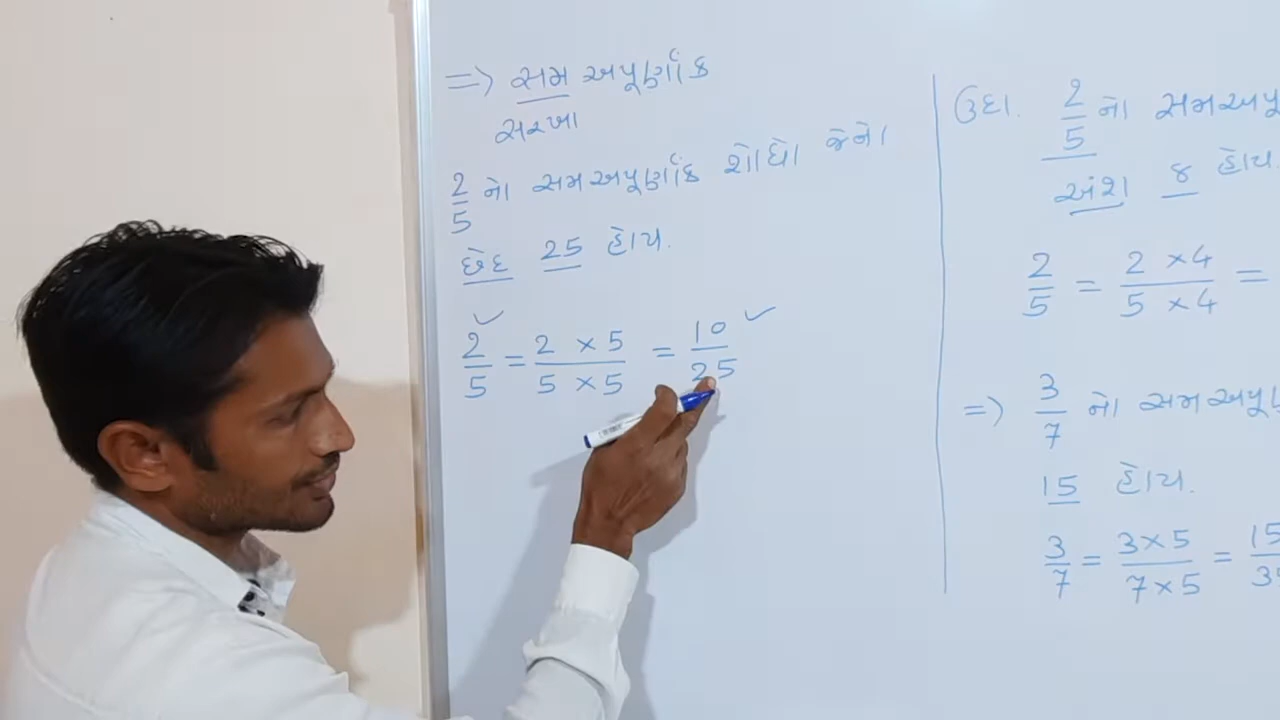 => સમ અપૂર્ણાંક
સરખા
2/5 નો સમઅપૂર્ણાંક શોધો જેનો
છેદ 25 હોય.
2/5 = 2 × 5 / 5 × 5 = 10/25
ઉદા. 2/5 નો સમઅપૂ
અંશ 8 હોય
2/5 = 2 × 4 / 5 × 4 =
=> 3/7 નો સમઅપૂ
15 હોય.
3/7 = 3 × 5 / 7 × 5 = 15/3